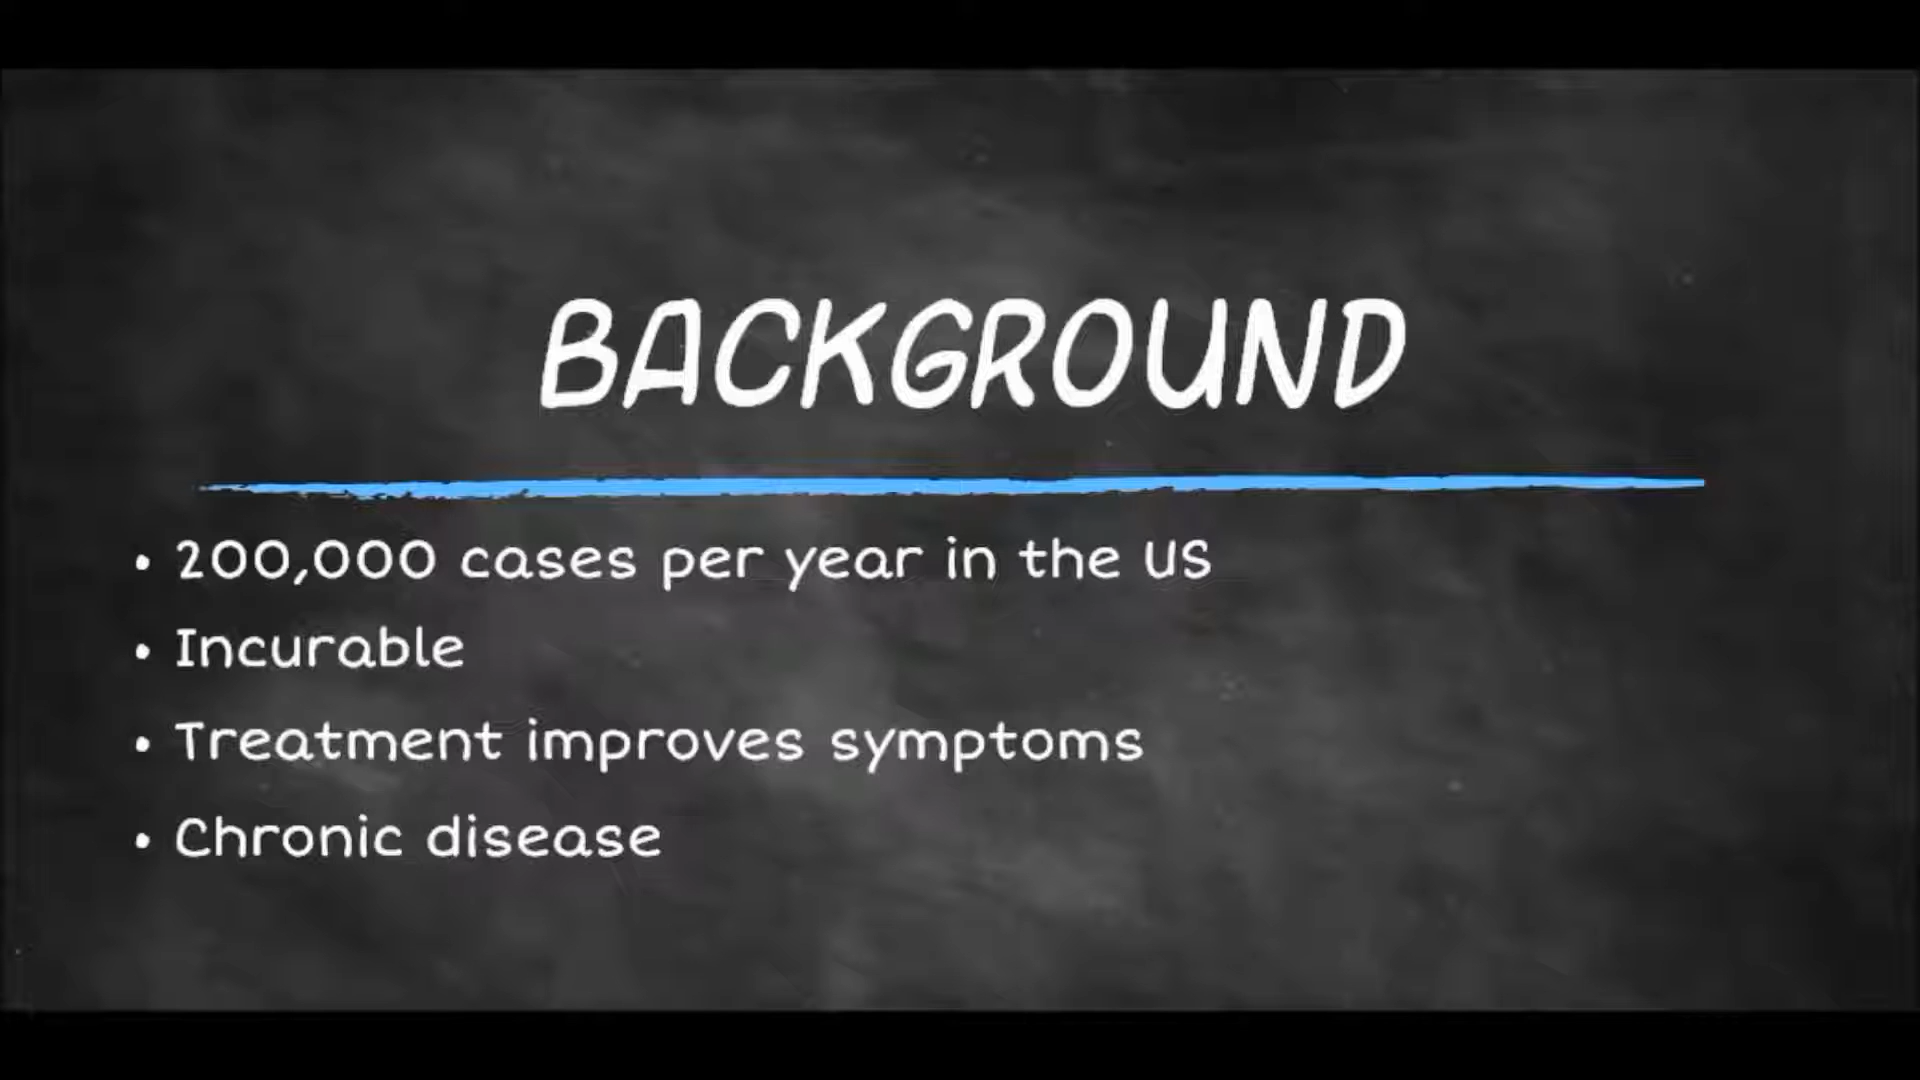 BACKGROUND
• 200,000 cases per year in the US
• Incurable
• Treatment improves symptoms
• Chronic disease